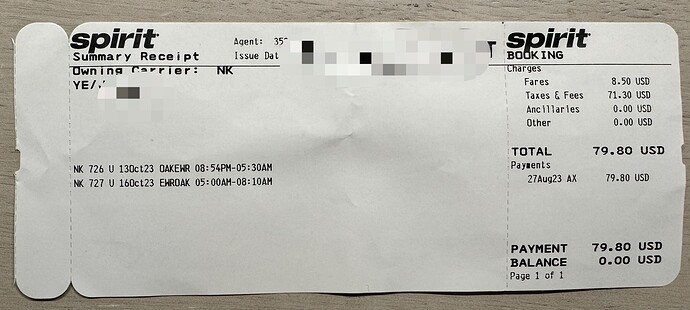 spirit
Summary Receipt
Agent: 35
Issue Dat
Owning Carrier: NK
YE/
NK 726 U 13Oct23 OAKEWR 08:54PM-05:30AM
NK 727 U 16Oct23 EWROAK 05:00AM-08:10AM
spirit
BOOKING
Charges
Fares 8.50 USD
Taxes & Fees 71.30 USD
Ancillaries 0.00 USD
Other 0.00 USD
TOTAL 79.80 USD
Payments
27Aug23 AX 79.80 USD
PAYMENT 79.80 USD
BALANCE 0.00 USD
Page 1 of 1